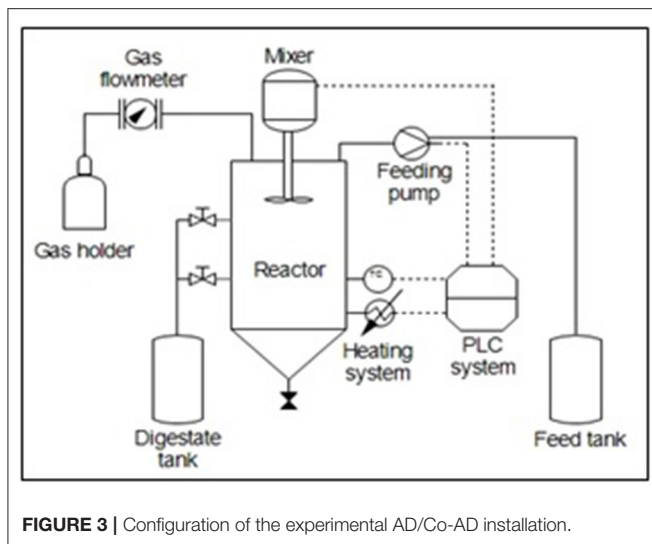 Gas
flowmeter
Mixer
Feeding
pump
Gas holder
Reactor
Heating
system
PLC
system
Digestate
tank
Feed tank
FIGURE 3 | Configuration of the experimental AD/Co-AD installation.